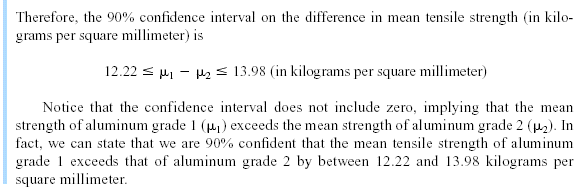 Therefore, the 90% confidence interval on the difference in mean tensile strength (in kilo-
grams per square millimeter) is
12.22 ≤ μ₁ − μ₂ ≤ 13.98 (in kilograms per square millimeter)
Notice that the confidence interval does not include zero, implying that the mean
strength of aluminum grade 1 (μ₁) exceeds the mean strength of aluminum grade 2 (μ₂). In
fact, we can state that we are 90% confident that the mean tensile strength of aluminum
grade 1 exceeds that of aluminum grade 2 by between 12.22 and 13.98 kilograms per
square millimeter.